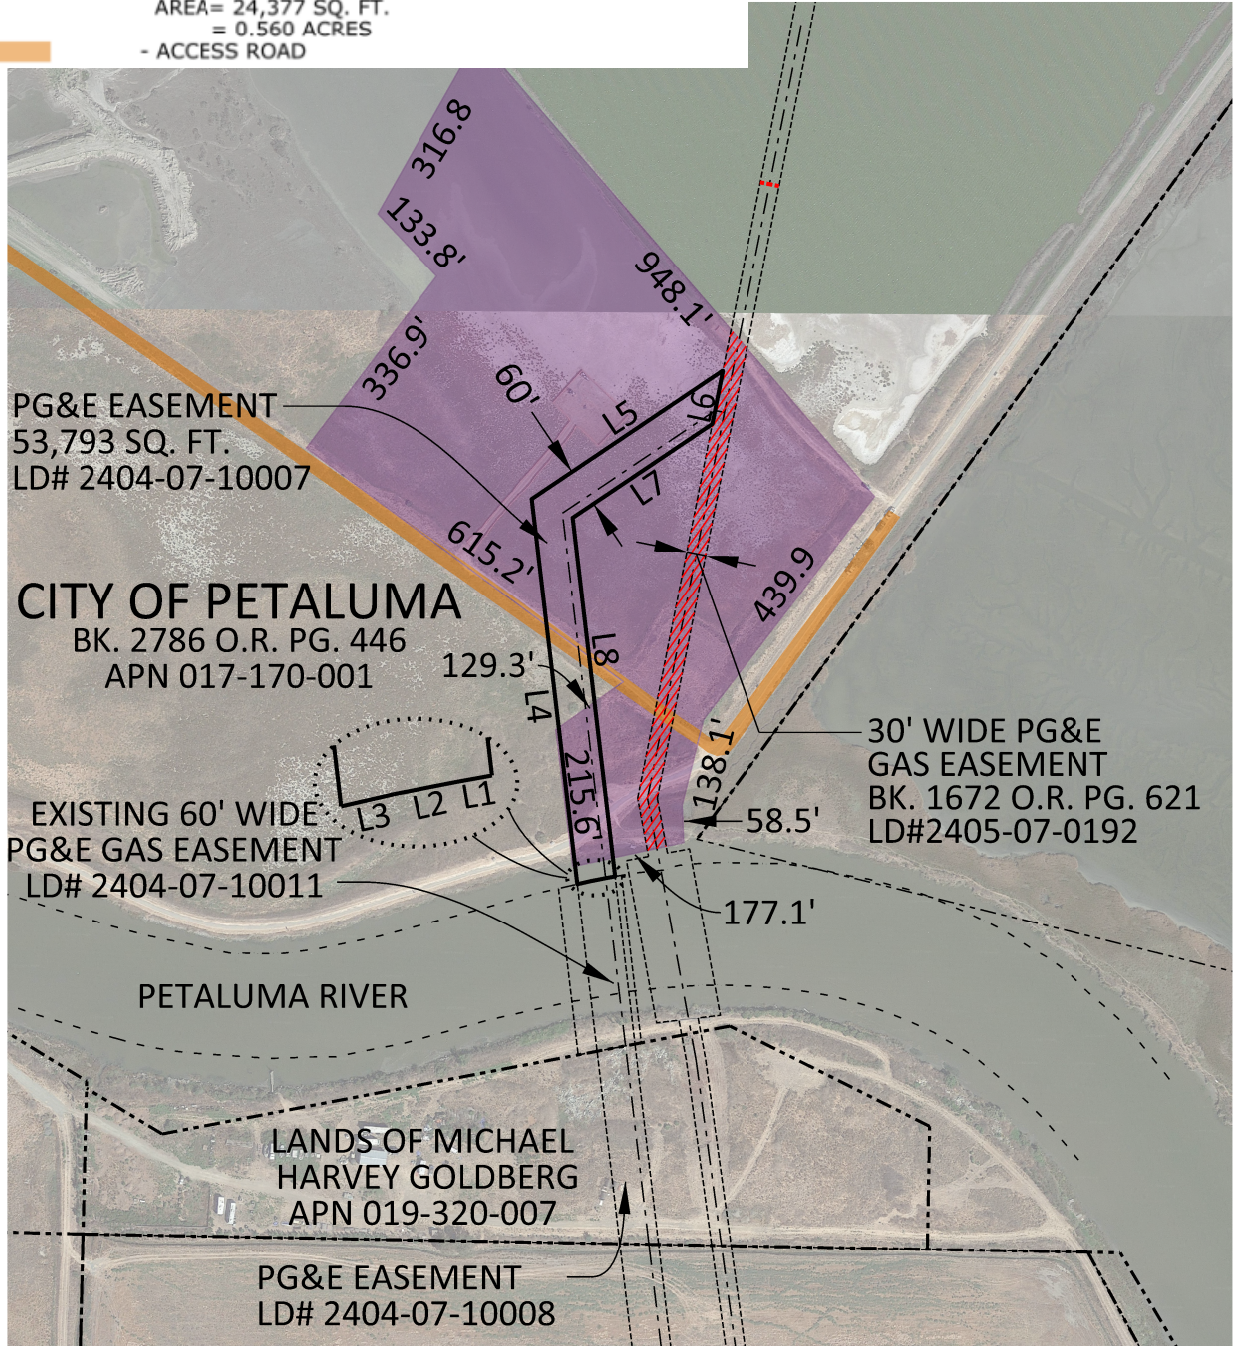 AREA= 24,377 SQ. FT.
= 0.560 ACRES
- ACCESS ROAD
316.8
133.8'
948.1'
336.9'
60'
L5
L6
L7
PG&E EASEMENT
53,793 SQ. FT.
LD# 2404-07-10007
615.2'
439.9
CITY OF PETALUMA
BK. 2786 O.R. PG. 446
APN 017-170-001
129.3'
L8
L4
215.6'
138.1'
30' WIDE PG&E
GAS EASEMENT
BK. 1672 O.R. PG. 621
LD#2405-07-0192
L3
L2
L1
58.5'
EXISTING 60' WIDE
PG&E GAS EASEMENT
LD# 2404-07-10011
177.1'
PETALUMA RIVER
LANDS OF MICHAEL
HARVEY GOLDBERG
APN 019-320-007
PG&E EASEMENT
LD# 2404-07-10008